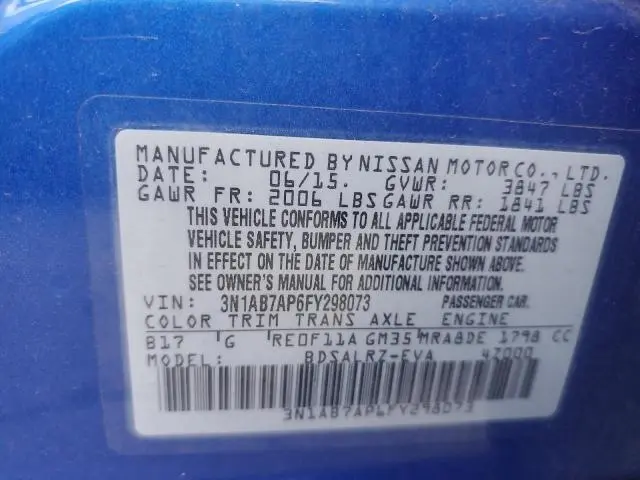 MANUFACTURED BY NISSAN MOTOR CO., LTD.
DATE: 06/15. GVWR: 3847 LBS
GAWR FR: 2006 LBS GAWR RR: 1841 LBS
THIS VEHICLE CONFORMS TO ALL APPLICABLE FEDERAL MOTOR
VEHICLE SAFETY, BUMPER AND THEFT PREVENTION STANDARDS
IN EFFECT ON THE DATE OF MANUFACTURE SHOWN ABOVE.
SEE OWNER'S MANUAL FOR ADDITIONAL INFORMATION.
VIN: 3N1AB7AP6FY298073 PASSENGER CAR.
COLOR TRIM TRANS AXLE ENGINE
B17 G RE0F11A GM35 MRA8DE 1798 CC
BDSALRZ-EVA 4Z000
3N1AB7AP6FY298073